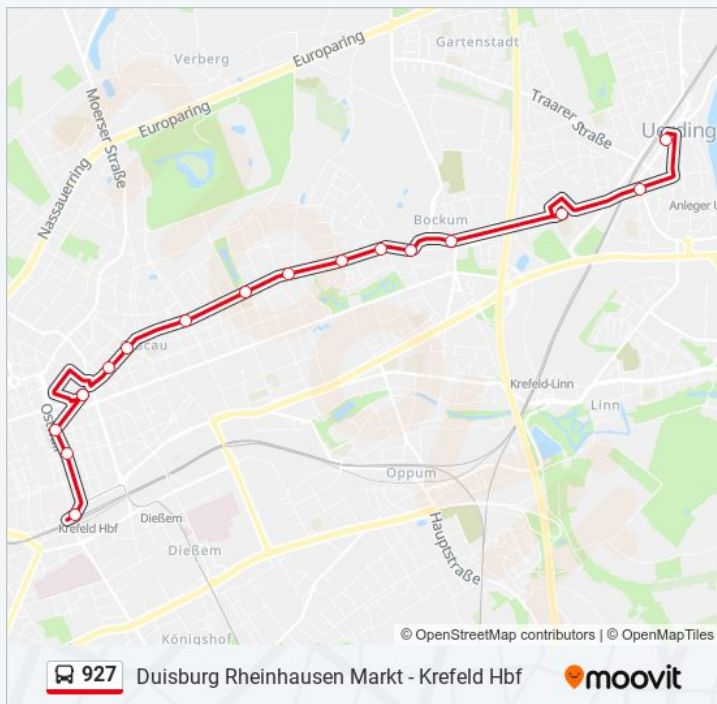 Verberg
Europaring
Gartenstadt
Europaring
Moerser Straße
Traarer Straße
Nassauerring
Bockum
Anleger U
Krefeld-Linn
Linn
Oppum
Krefeld Hbf
Dießem
Dießem
Hauptstraße
Königshof
© OpenStreetMap contributors | © OpenMapTiles
927 Duisburg Rheinhausen Markt - Krefeld Hbf
moovit